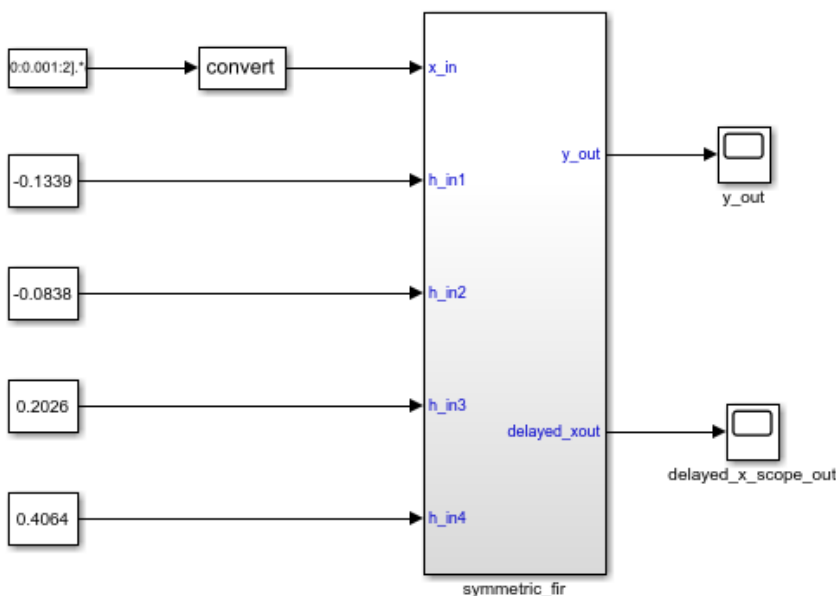 0:0.001:2].*
convert
x_in
y_out
y_out
-0.1339
h_in1
-0.0838
h_in2
0.2026
h_in3
delayed_xout
delayed_x_scope_out
0.4064
h_in4
symmetric_fir